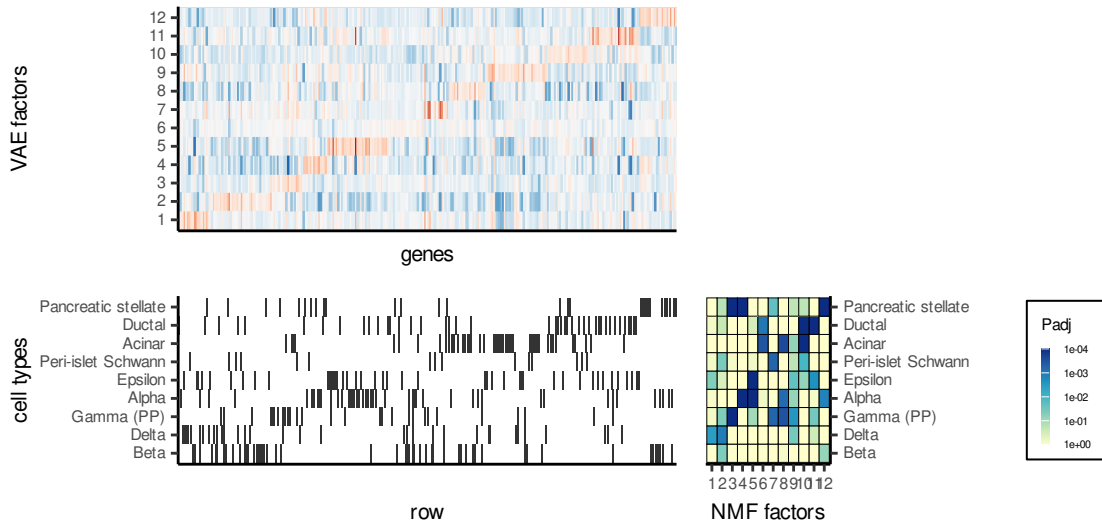 VAE factors
12
11
10
9
8
7
6
5
4
3
2
1
genes
cell types
Pancreatic stellate
Ductal
Acinar
Peri-islet Schwann
Epsilon
Alpha
Gamma (PP)
Delta
Beta
row
Pancreatic stellate
Ductal
Acinar
Peri-islet Schwann
Epsilon
Alpha
Gamma (PP)
Delta
Beta
1 2 3 4 5 6 7 8 9 10 11 12
NMF factors
Padj
1e-04
1e-03
1e-02
1e-01
1e+00